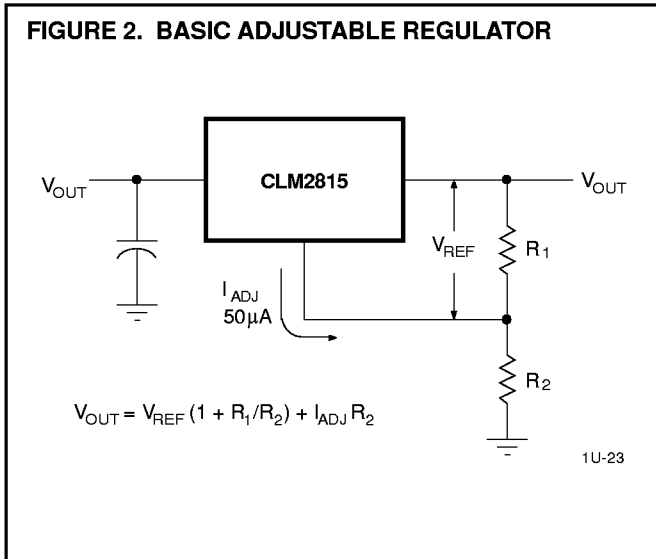 FIGURE 2. BASIC ADJUSTABLE REGULATOR
CLM2815
V_OUT
V_OUT
V_REF
R_1
I_ADJ
50µA
R_2
V_OUT = V_REF (1 + R_1/R_2) + I_ADJ R_2
1U-23